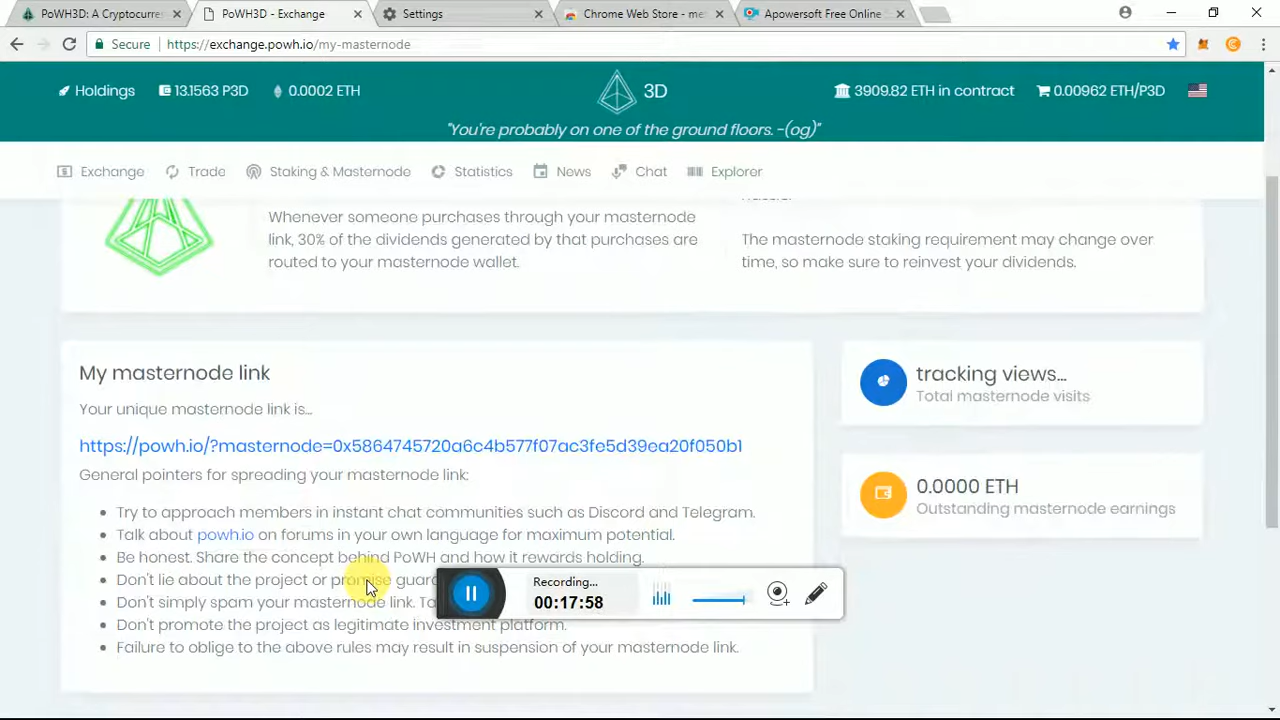 PoWH3D: A Cryptocurre
PoWH3D - Exchange
Settings
Chrome Web Store - me
Apowersoft Free Online
Secure
https://exchange.powh.io/my-masternode
Holdings
13.1563 P3D
0.0002 ETH
3D
3909.82 ETH in contract
0.00962 ETH/P3D
"You're probably on one of the ground floors. -(og)"
Exchange
Trade
Staking & Masternode
Statistics
News
Chat
Explorer
Whenever someone purchases through your masternode
link, 30% of the dividends generated by that purchases are
routed to your masternode wallet.
The masternode staking requirement may change over
time, so make sure to reinvest your dividends.
My masternode link
Your unique masternode link is...
https://powh.io/?masternode=0x5864745720a6c4b577f07ac3fe5d39ea20f050b1
General pointers for spreading your masternode link:
Try to approach members in instant chat communities such as Discord and Telegram.
Talk about powh.io on forums in your own language for maximum potential.
Be honest. Share the concept behind PoWH and how it rewards holding.
Don't lie about the project or promise guar
Don't simply spam your masternode link. Ta
Don't promote the project as legitimate investment platform.
Failure to oblige to the above rules may result in suspension of your masternode link.
tracking views...
Total masternode visits
0.0000 ETH
Outstanding masternode earnings
Recording...
00:17:58